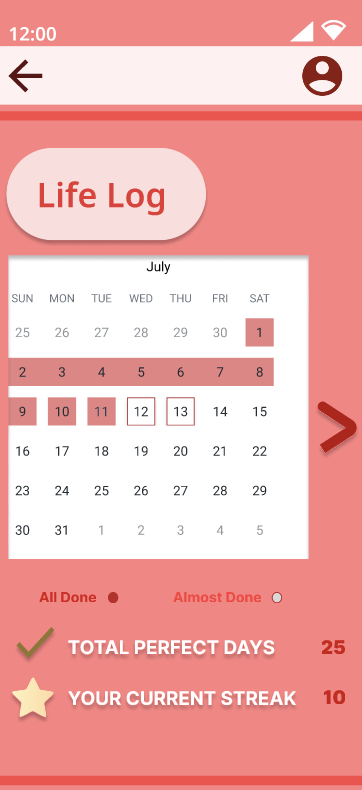 12:00
Life Log
July
SUN MON TUE WED THU FRI SAT
25 26 27 28 29 30 1
2 3 4 5 6 7 8
9 10 11 12 13 14 15
16 17 18 19 20 21 22
23 24 25 26 27 28 29
30 31 1 2 3 4 5
All Done Almost Done
TOTAL PERFECT DAYS 25
YOUR CURRENT STREAK 10